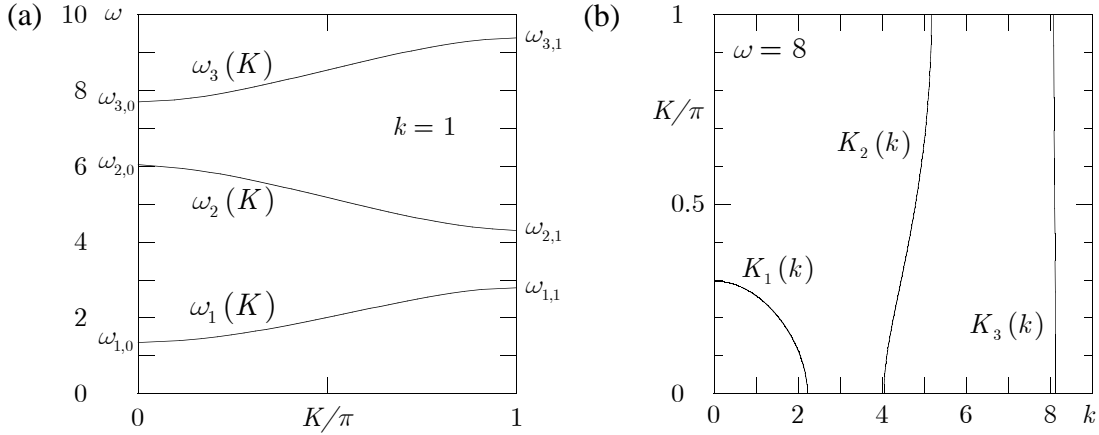 (a)
ω
10
8
6
4
2
0
ω₃,₀
ω₂,₀
ω₁,₀
ω₃(K)
k = 1
ω₂(K)
ω₁(K)
ω₃,₁
ω₂,₁
ω₁,₁
0
K/π
1
(b)
1
K/π
0.5
0
ω = 8
K₂(k)
K₁(k)
K₃(k)
0
2
4
6
8
k